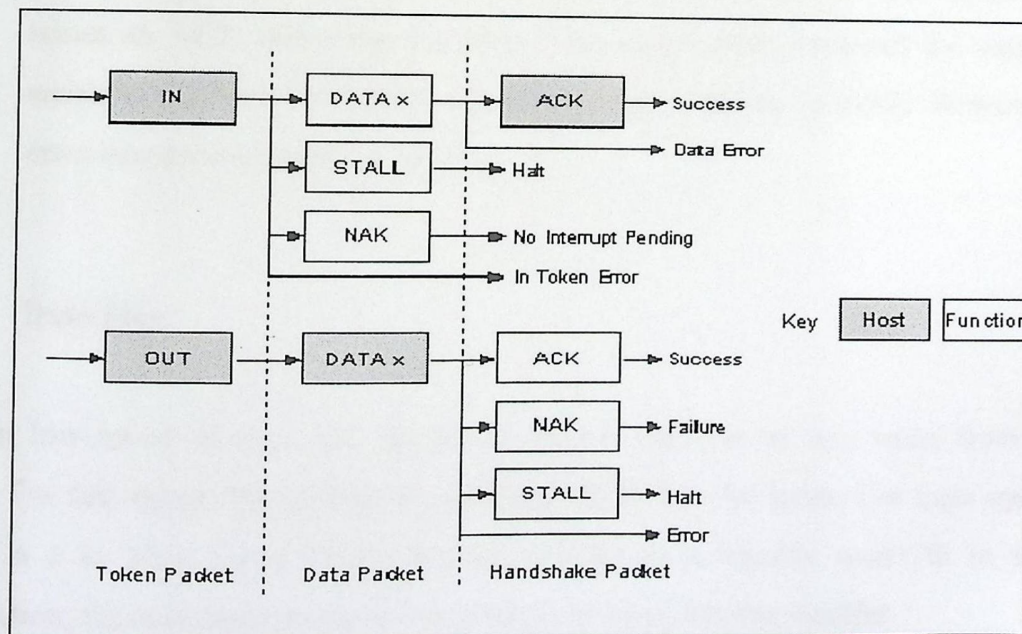 IN DATA x ACK Success
Data Error
STALL Halt
NAK No Interrupt Pending
In Token Error
Key Host Function
OUT DATA x ACK Success
NAK Failure
STALL Halt
Error
Token Packet Data Packet Handshake Packet